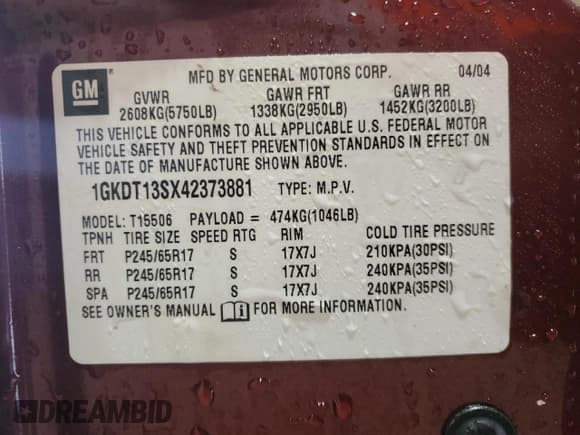 GM
MFD BY GENERAL MOTORS CORP. 04/04
GVWR GAWR FRT GAWR RR
2608KG(5750LB) 1338KG(2950LB) 1452KG(3200LB)
THIS VEHICLE CONFORMS TO ALL APPLICABLE U.S. FEDERAL MOTOR
VEHICLE SAFETY AND THEFT PREVENTION STANDARDS IN EFFECT ON
THE DATE OF MANUFACTURE SHOWN ABOVE.
1GKDT13SX42373881 TYPE: M.P.V.
MODEL: T15506 PAYLOAD = 474KG(1046LB)
TPNH TIRE SIZE SPEED RTG RIM COLD TIRE PRESSURE
FRT P245/65R17 S 17X7J 210KPA(30PSI)
RR P245/65R17 S 17X7J 240KPA(35PSI)
SPA P245/65R17 S 17X7J 240KPA(35PSI)
SEE OWNER'S MANUAL FOR MORE INFORMATION.
DREAMBID